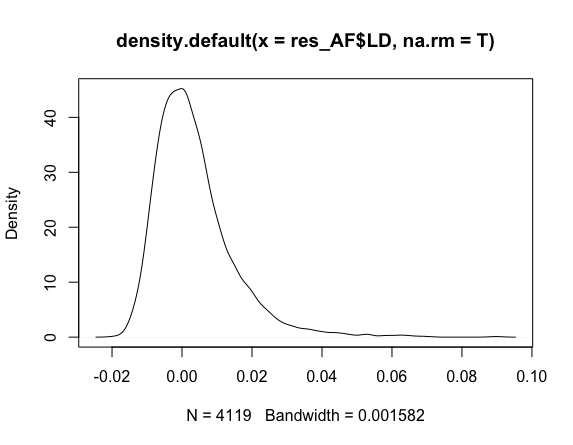 density.default(x = res_AF$LD, na.rm = T)
Density
40
30
20
10
0
-0.02 0.00 0.02 0.04 0.06 0.08 0.10
N = 4119 Bandwidth = 0.001582